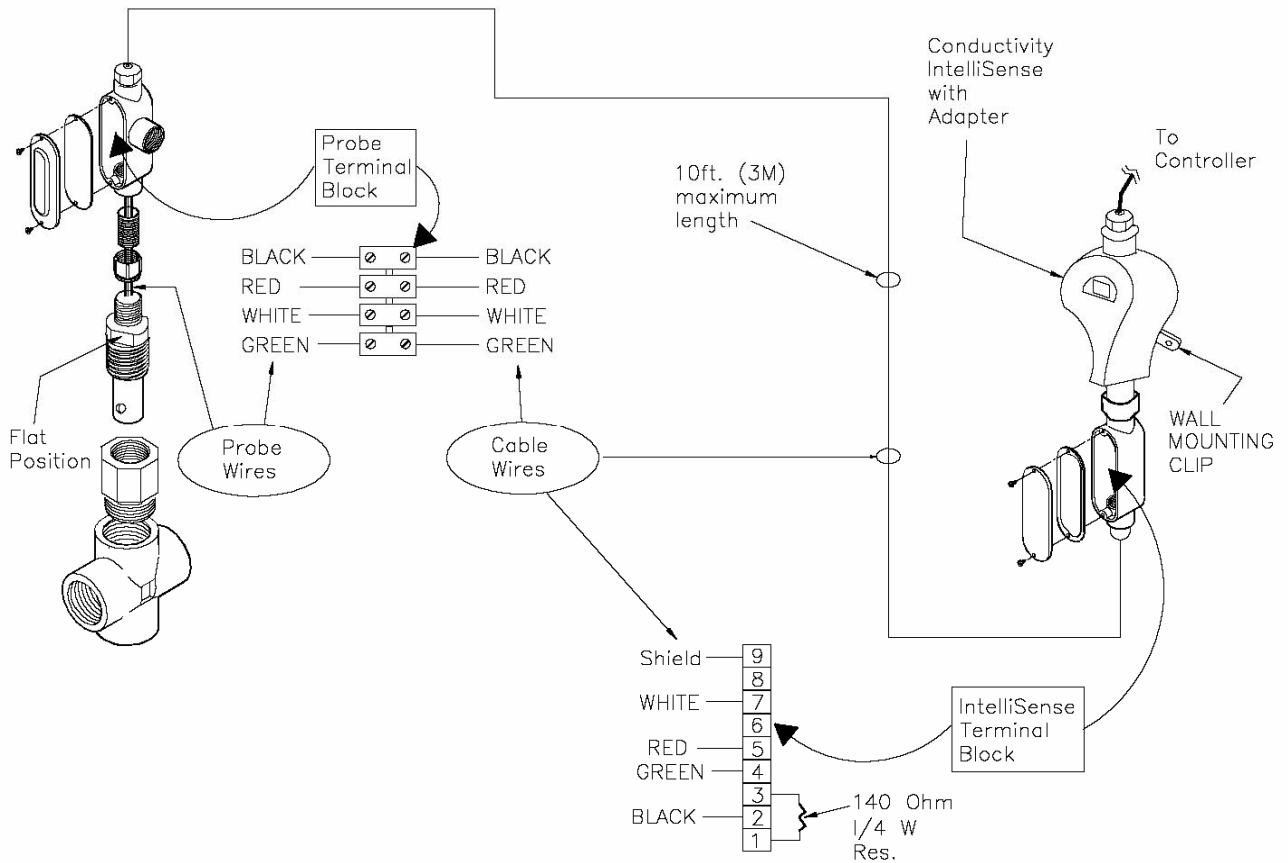 Conductivity
IntelliSense
with
Adapter
To
Controller
Probe
Terminal
Block
10ft. (3M)
maximum
length
BLACK
BLACK
RED
RED
WHITE
WHITE
GREEN
GREEN
Flat
Position
Probe
Wires
Cable
Wires
WALL
MOUNTING
CLIP
Shield
9
8
WHITE
7
6
RED
5
GREEN
4
3
BLACK
2
1
IntelliSense
Terminal
Block
140 Ohm
1/4 W
Res.